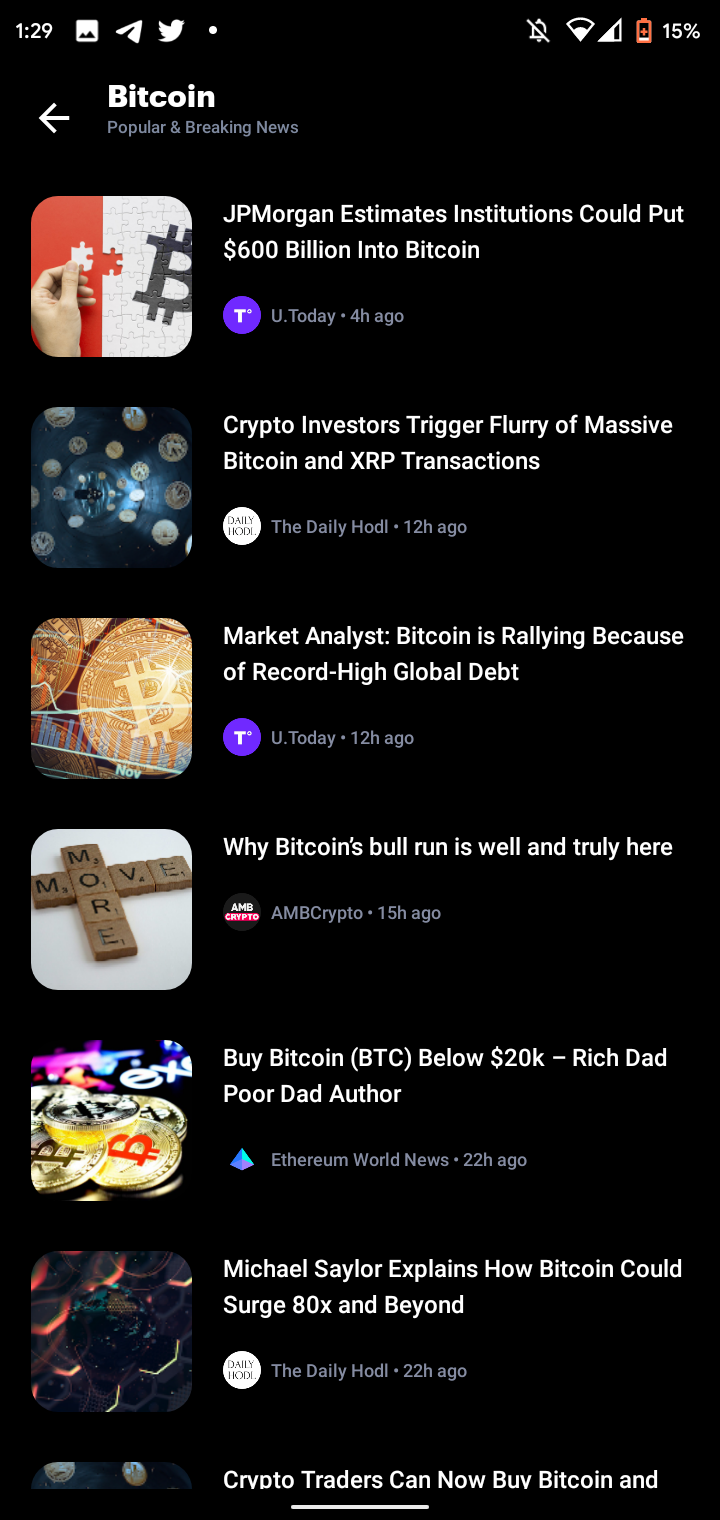 1:29
15%
Bitcoin
Popular & Breaking News
JPMorgan Estimates Institutions Could Put
$600 Billion Into Bitcoin
T
U.Today • 4h ago
Crypto Investors Trigger Flurry of Massive
Bitcoin and XRP Transactions
DAILY
HODL
The Daily Hodl • 12h ago
Market Analyst: Bitcoin is Rallying Because
of Record-High Global Debt
Nov
T
U.Today • 12h ago
Why Bitcoin's bull run is well and truly here
MOVE
MORE
AMB
CRYPTO
AMBCrypto • 15h ago
Buy Bitcoin (BTC) Below $20k – Rich Dad
Poor Dad Author
Ethereum World News • 22h ago
Michael Saylor Explains How Bitcoin Could
Surge 80x and Beyond
DAILY
HODL
The Daily Hodl • 22h ago
Crypto Traders Can Now Buy Bitcoin and